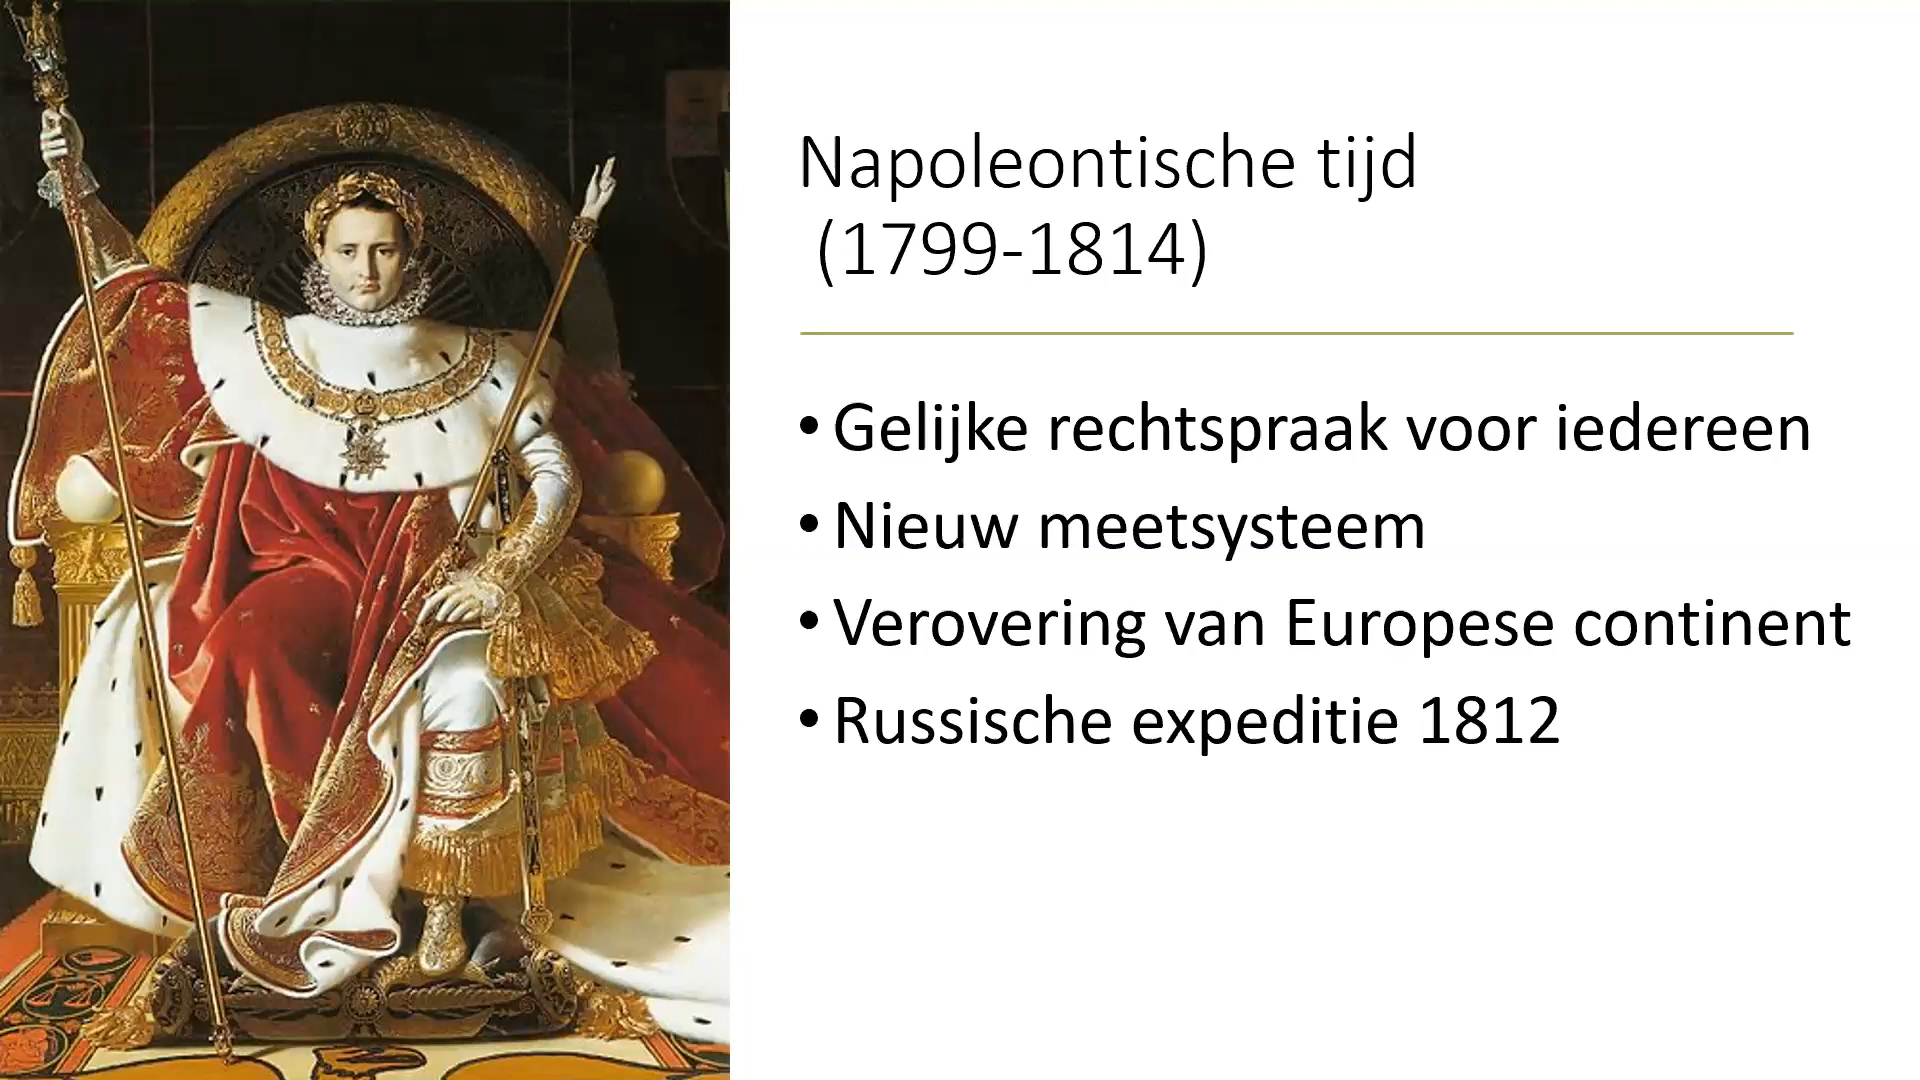 Napoleontische tijd
(1799-1814)
• Gelijke rechtspraak voor iedereen
• Nieuw meetsysteem
• Verovering van Europese continent
• Russische expeditie 1812